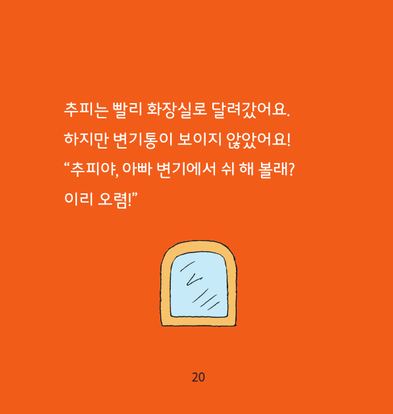 추피는 빨리 화장실로 달려갔어요.
하지만 변기통이 보이지 않았어요!
“추피야, 아빠 변기에서 쉬 해 볼래?
이리 오렴!”
20